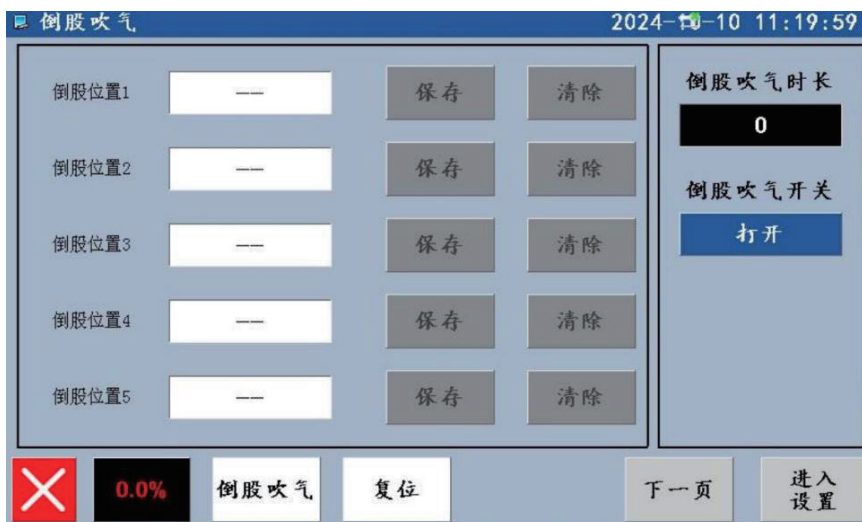 倒股吹气
2024-10-10 11:19:59
倒股位置1 —— 保存 清除
倒股位置2 —— 保存 清除
倒股位置3 —— 保存 清除
倒股位置4 —— 保存 清除
倒股位置5 —— 保存 清除
倒股吹气时长
0
倒股吹气开关
打开
0.0% 倒股吹气 复位 下一页 进入
设置